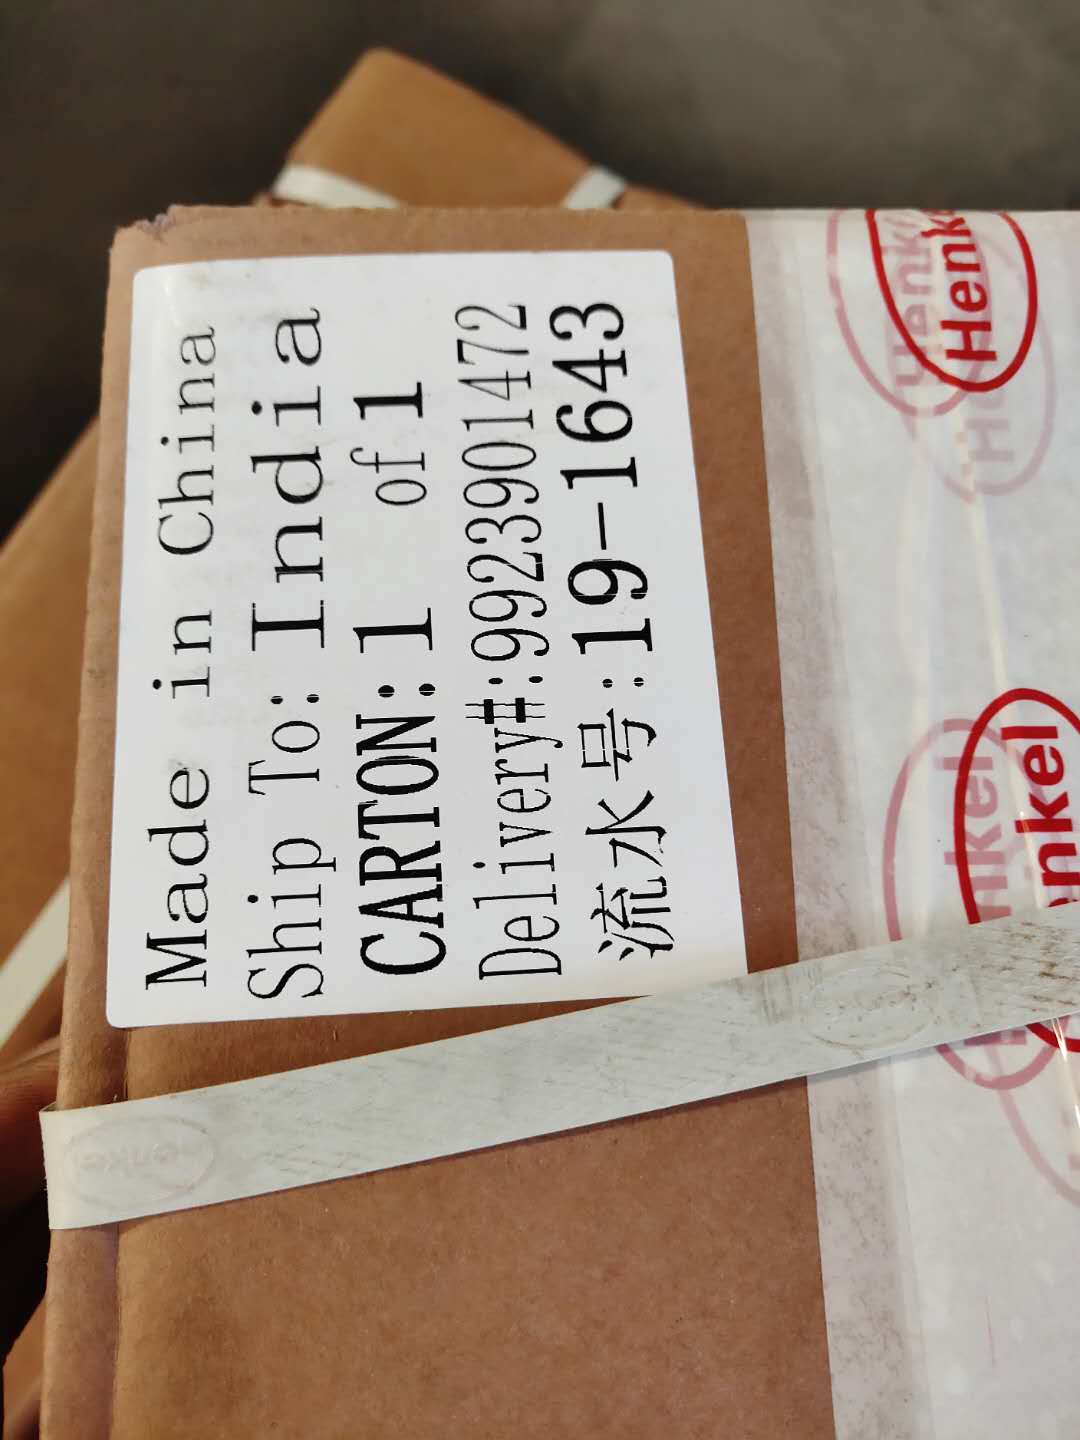 Made in China
Ship To: India
CARTON: 1 of 1
Delivery#:9923901472
流水号:19-1643
Henkel
Henkel
Henkel